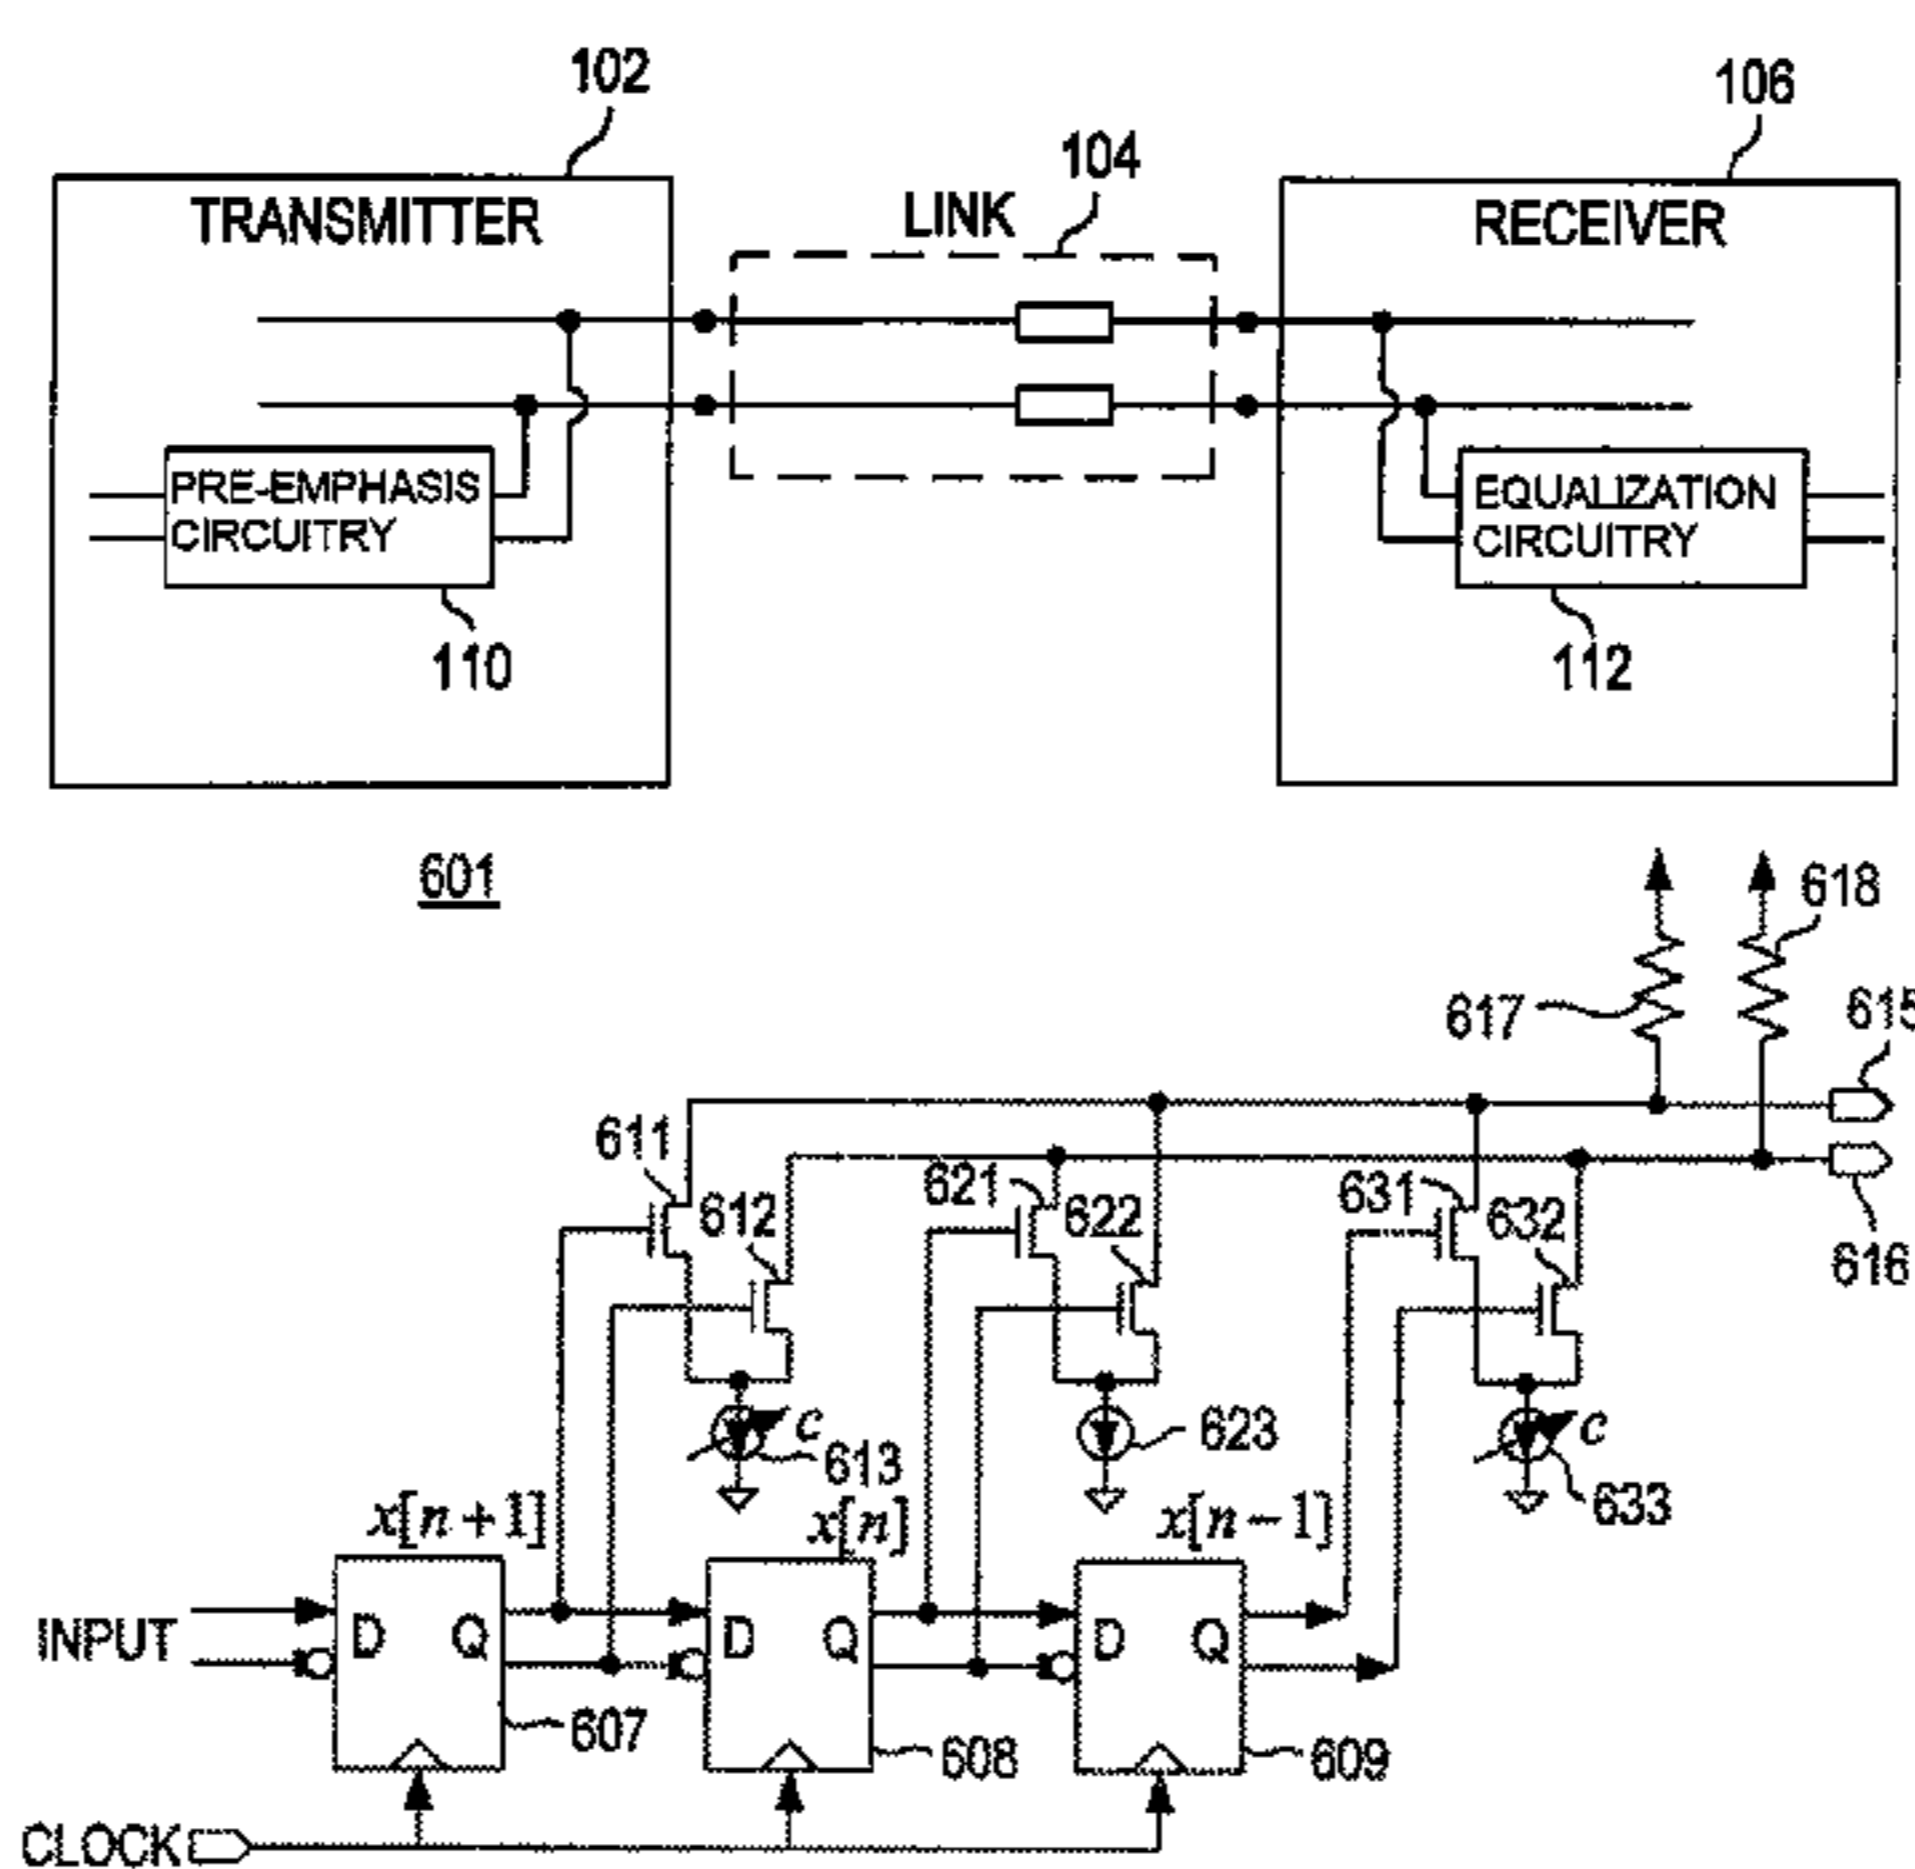 102
106
104
TRANSMITTER
LINK
RECEIVER
PRE-EMPHASIS
CIRCUITRY
EQUALIZATION
CIRCUITRY
110
112
601
618
617
615
611
612
621
622
631
632
616
c
613
623
c
633
x[n+1]
x[n]
x[n-1]
INPUT
D Q
D Q
D Q
607
608
609
CLOCK